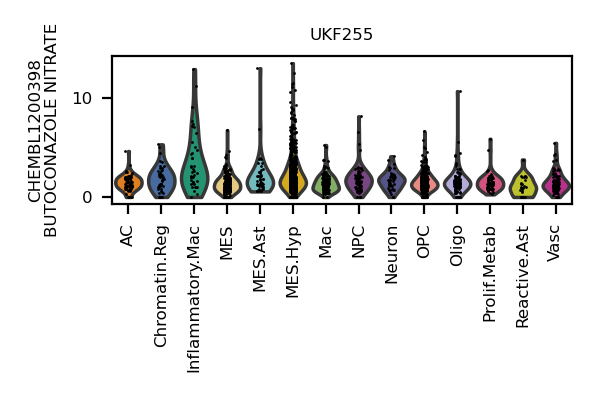 UKF255
CHEMBL1200398
BUTOCONAZOLE NITRATE
10
0
AC
Chromatin.Reg
Inflammatory.Mac
MES
MES.Ast
MES.Hyp
Mac
NPC
Neuron
OPC
Oligo
Prolif.Metab
Reactive.Ast
Vasc